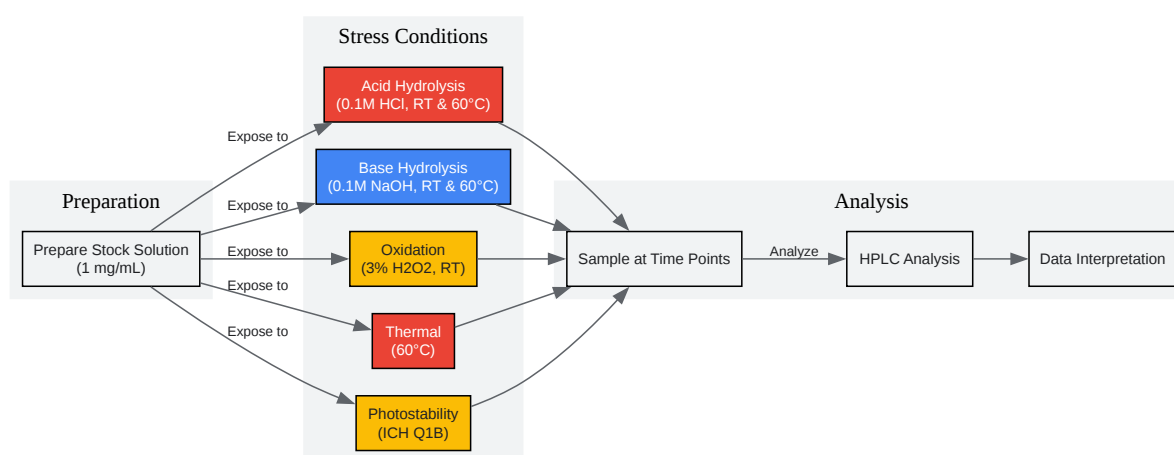 Stress Conditions
Acid Hydrolysis
(0.1M HCl, RT & 60°C)
Expose to
Base Hydrolysis
(0.1M NaOH, RT & 60°C)
Preparation
Expose to
Analysis
Prepare Stock Solution
(1 mg/mL)
Expose to
Oxidation
(3% H2O2, RT)
Sample at Time Points
Analyze
HPLC Analysis
Data Interpretation
Expose to
Thermal
(60°C)
Expose to
Photostability
(ICH Q1B)